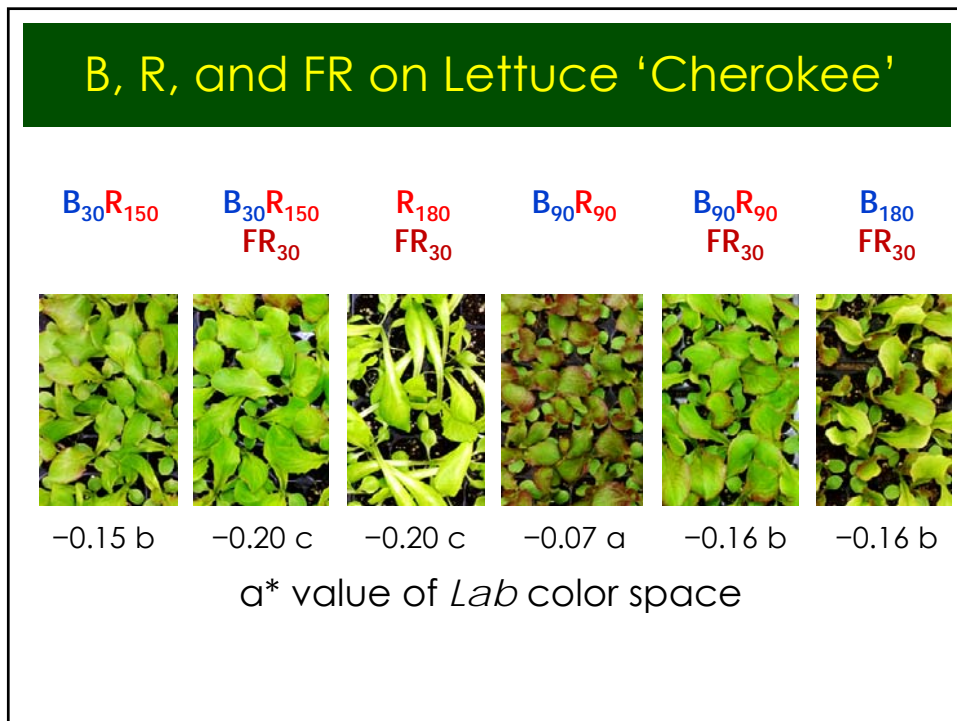 B, R, and FR on Lettuce ‘Cherokee’
B30R150 B30R150 R180 B90R90 B90R90 B180
FR30 FR30 FR30 FR30
−0.15 b −0.20 c −0.20 c −0.07 a −0.16 b −0.16 b
a* value of Lab color space